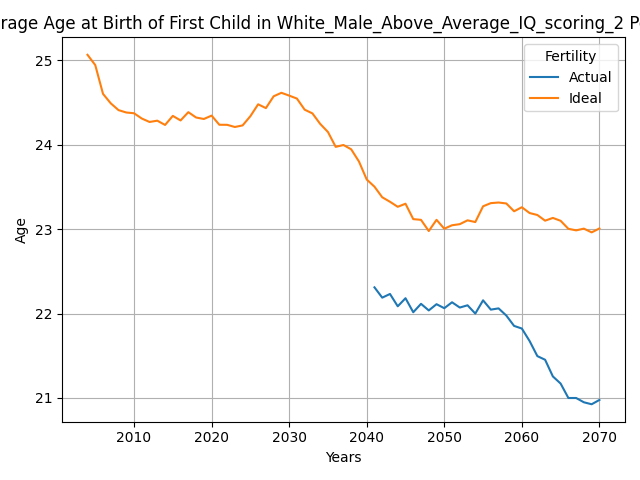 rage Age at Birth of First Child in White_Male_Above_Average_IQ_scoring_2 P
Fertility
Actual
Ideal
25
24
23
22
21
Age
2010 2020 2030 2040 2050 2060 2070
Years